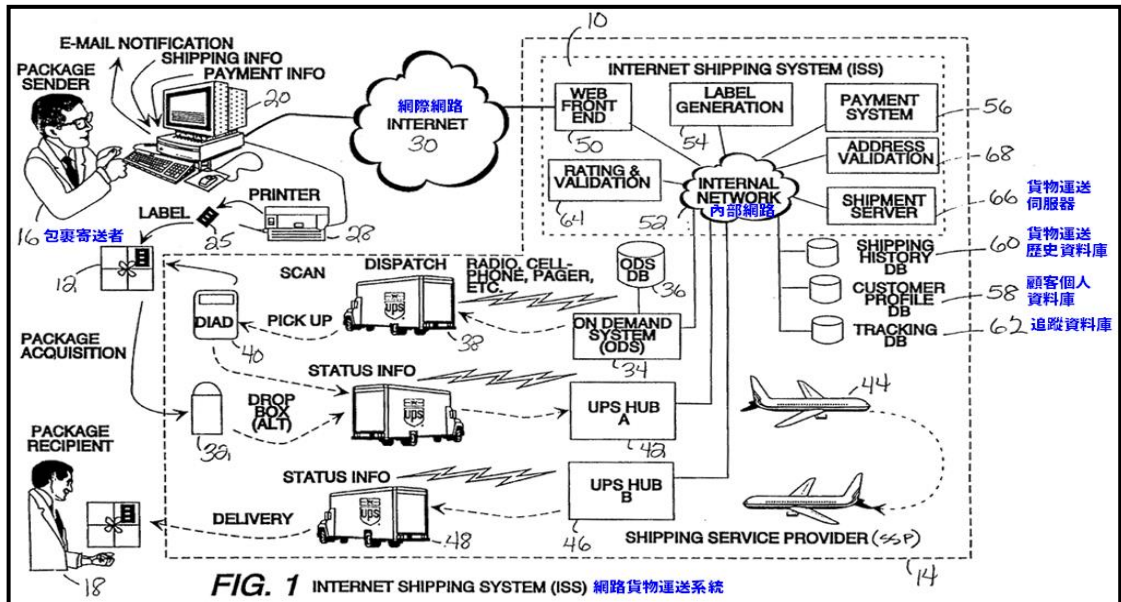 10
E-MAIL NOTIFICATION
SHIPPING INFO
PAYMENT INFO
PACKAGE
SENDER
20
網際網路
INTERNET
30
INTERNET SHIPPING SYSTEM (ISS)
WEB
FRONT
END
50
LABEL
GENERATION
54
PAYMENT
SYSTEM
56
ADDRESS
VALIDATION
68
RATING &
VALIDATION
64
INTERNAL
NETWORK
內部網路
52
SHIPMENT
SERVER
66
貨物運送
伺服器
PRINTER
28
LABEL
25
16
包裹寄送者
12
SHIPPING
HISTORY
DB
60
貨物運送
歷史資料庫
CUSTOMER
PROFILE
DB
58
顧客個人
資料庫
TRACKING
DB
62
追蹤資料庫
SCAN
DISPATCH
RADIO, CELL-
PHONE, PAGER,
ETC.
ODS
DB
36
ups
38
PICK UP
DIAD
40
ON DEMAND
SYSTEM
(ODS)
34
PACKAGE
ACQUISITION
STATUS INFO
DROP
BOX
(ALT)
32
ups
UPS HUB
A
42
44
PACKAGE
RECIPIENT
STATUS INFO
UPS HUB
B
46
DELIVERY
ups
48
SHIPPING SERVICE PROVIDER (SSP)
18
14
FIG. 1 INTERNET SHIPPING SYSTEM (ISS) 網路貨物運送系統